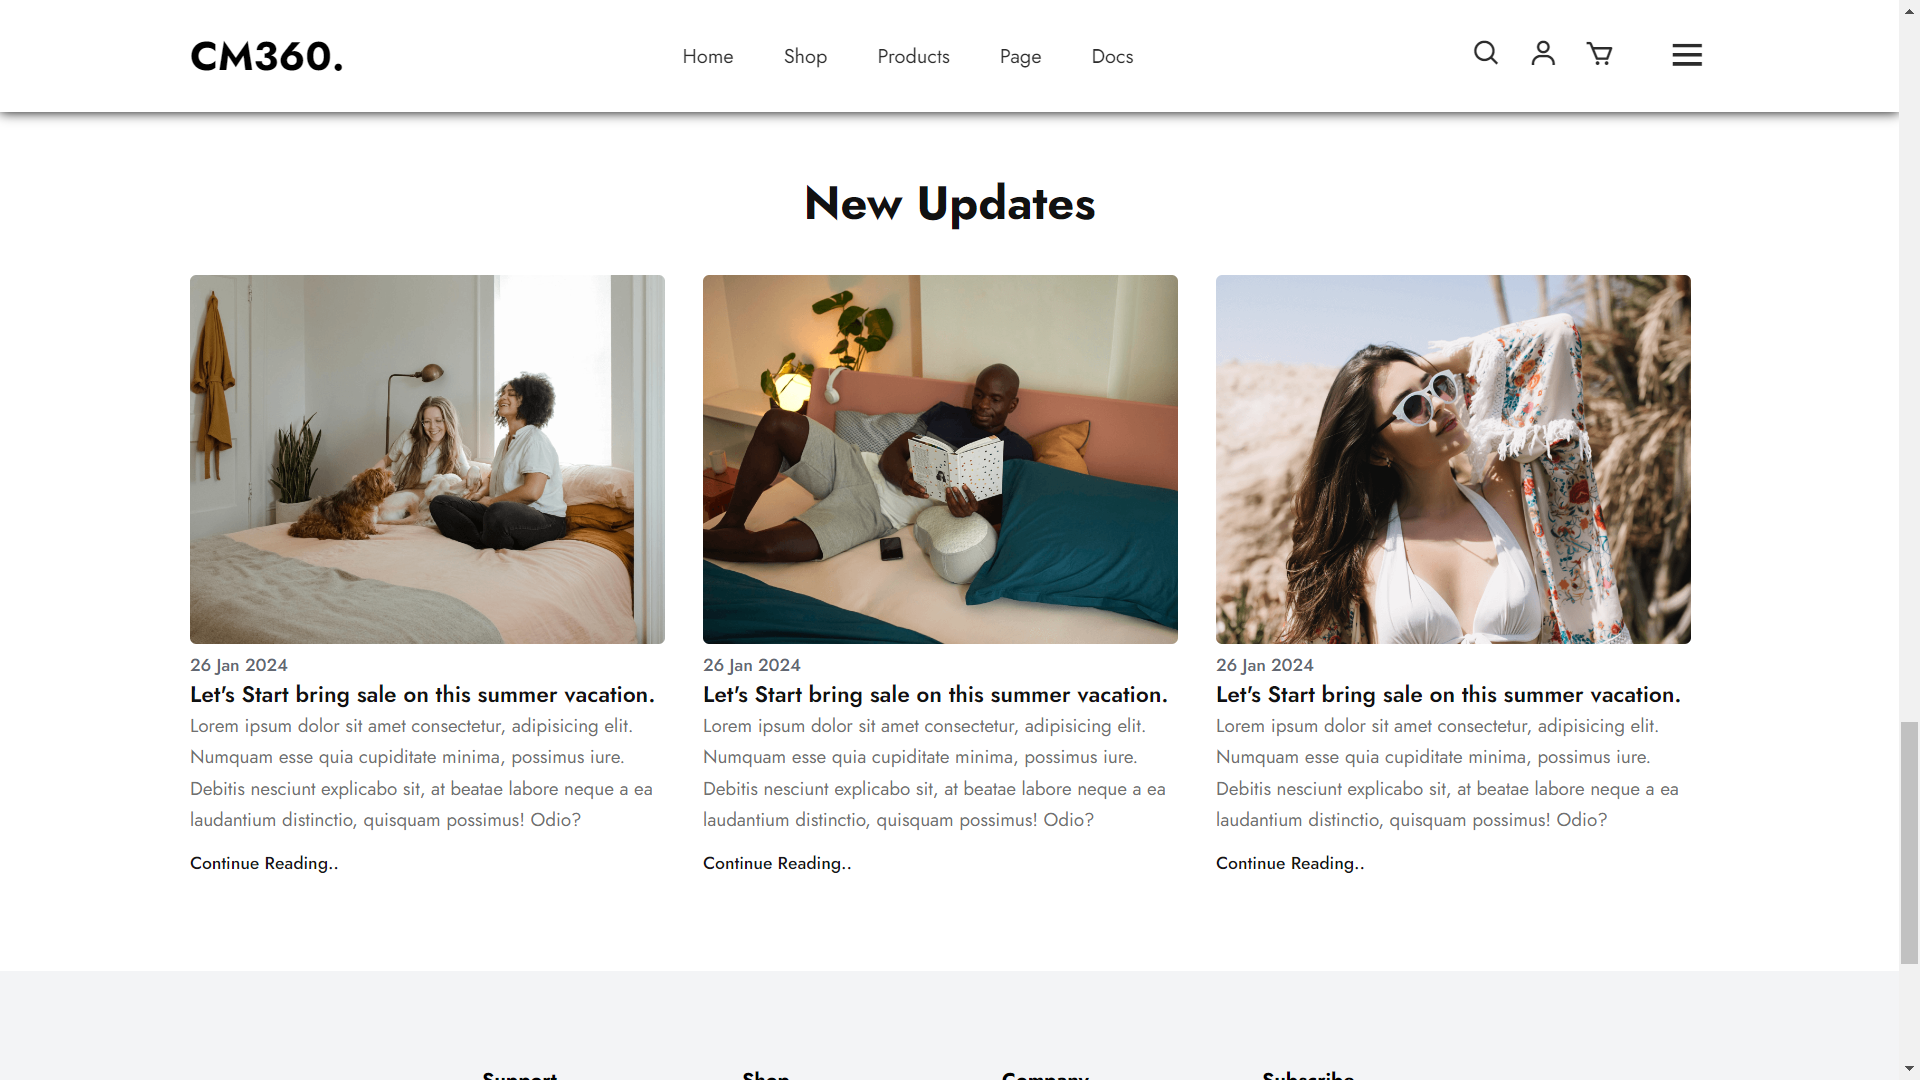 CM360.
Home Shop Products Page Docs
New Updates
26 Jan 2024
Let's Start bring sale on this summer vacation.
Lorem ipsum dolor sit amet consectetur, adipisicing elit.
Numquam esse quia cupiditate minima, possimus iure.
Debitis nesciunt explicabo sit, at beatae labore neque a ea
laudantium distinctio, quisquam possimus! Odio?
Continue Reading..
26 Jan 2024
Let's Start bring sale on this summer vacation.
Lorem ipsum dolor sit amet consectetur, adipisicing elit.
Numquam esse quia cupiditate minima, possimus iure.
Debitis nesciunt explicabo sit, at beatae labore neque a ea
laudantium distinctio, quisquam possimus! Odio?
Continue Reading..
26 Jan 2024
Let's Start bring sale on this summer vacation.
Lorem ipsum dolor sit amet consectetur, adipisicing elit.
Numquam esse quia cupiditate minima, possimus iure.
Debitis nesciunt explicabo sit, at beatae labore neque a ea
laudantium distinctio, quisquam possimus! Odio?
Continue Reading..
Support Shop Company Subscribe